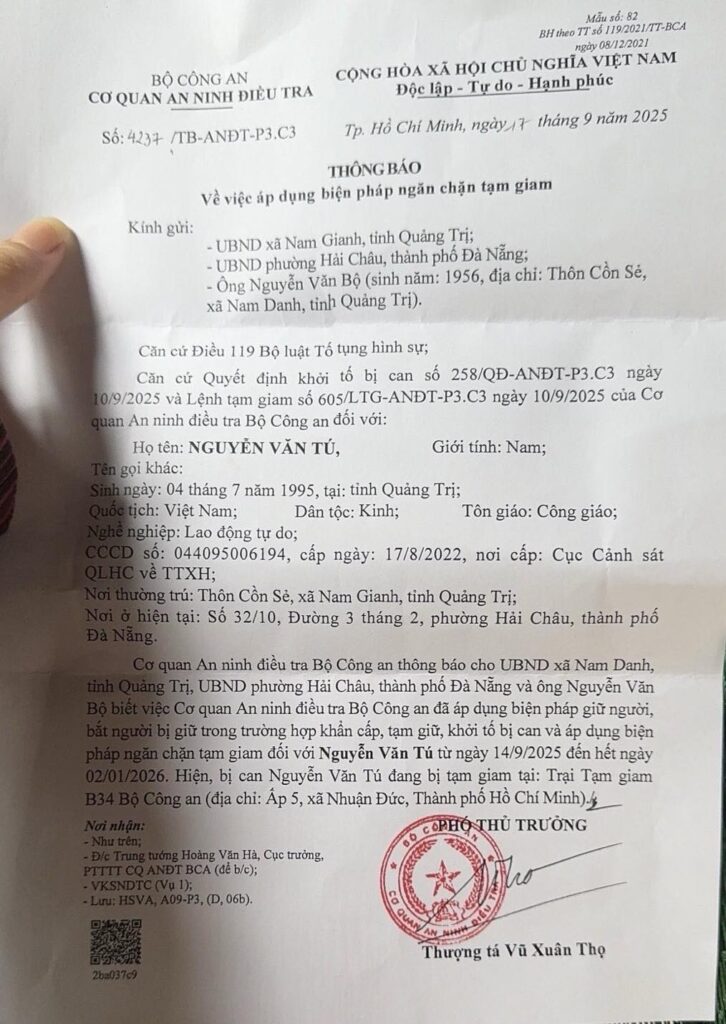 Mẫu số: 82
BH theo TT số 119/2021/TT-BCA
ngày 08/12/2021
BỘ CÔNG AN
CƠ QUAN AN NINH ĐIỀU TRA
CỘNG HÒA XÃ HỘI CHỦ NGHĨA VIỆT NAM
Độc lập - Tự do - Hạnh phúc
Số: 4237 /TB-ANĐT-P3.C3
Tp. Hồ Chí Minh, ngày 17 tháng 9 năm 2025
THÔNG BÁO
Về việc áp dụng biện pháp ngăn chặn tạm giam
Kính gửi:
- UBND xã Nam Gianh, tỉnh Quảng Trị;
- UBND phường Hải Châu, thành phố Đà Nẵng;
- Ông Nguyễn Văn Bộ (sinh năm: 1956, địa chỉ: Thôn Cồn Sẻ,
xã Nam Danh, tỉnh Quảng Trị).
Căn cứ Điều 119 Bộ luật Tố tụng hình sự;
Căn cứ Quyết định khởi tố bị can số 258/QĐ-ANĐT-P3.C3 ngày
10/9/2025 và Lệnh tạm giam số 605/LTG-ANĐT-P3.C3 ngày 10/9/2025 của Cơ
quan An ninh điều tra Bộ Công an đối với:
Họ tên: NGUYỄN VĂN TÚ, Giới tính: Nam;
Tên gọi khác:
Sinh ngày: 04 tháng 7 năm 1995, tại: tỉnh Quảng Trị;
Quốc tịch: Việt Nam; Dân tộc: Kinh; Tôn giáo: Công giáo;
Nghề nghiệp: Lao động tự do;
CCCD số: 044095006194, cấp ngày: 17/8/2022, nơi cấp: Cục Cảnh sát
QLHC về TTXH;
Nơi thường trú: Thôn Cồn Sẻ, xã Nam Gianh, tỉnh Quảng Trị;
Nơi ở hiện tại: Số 32/10, Đường 3 tháng 2, phường Hải Châu, thành phố
Đà Nẵng.
Cơ quan An ninh điều tra Bộ Công an thông báo cho UBND xã Nam Danh,
tỉnh Quảng Trị, UBND phường Hải Châu, thành phố Đà Nẵng và ông Nguyễn Văn
Bộ biết việc Cơ quan An ninh điều tra Bộ Công an đã áp dụng biện pháp giữ người,
bắt người bị giữ trong trường hợp khẩn cấp, tạm giữ, khởi tố bị can và áp dụng biện
pháp ngăn chặn tạm giam đối với Nguyễn Văn Tú từ ngày 14/9/2025 đến hết ngày
02/01/2026. Hiện, bị can Nguyễn Văn Tú đang bị tạm giam tại: Trại Tạm giam
B34 Bộ Công an (địa chỉ: Ấp 5, xã Nhuận Đức, Thành phố Hồ Chí Minh).
Nơi nhận:
- Như trên;
- Đ/c Trung tướng Hoàng Văn Hà, Cục trưởng,
PTTTT CQ ANĐT BCA (để b/c);
- VKSNDTC (Vụ 1);
- Lưu: HSVA, A09-P3, (D, 06b).
2ba037c9
PHÓ THỦ TRƯỞNG
BỘ CÔNG AN
CƠ QUAN AN NINH ĐIỀU TRA
Thượng tá Vũ Xuân Thọ